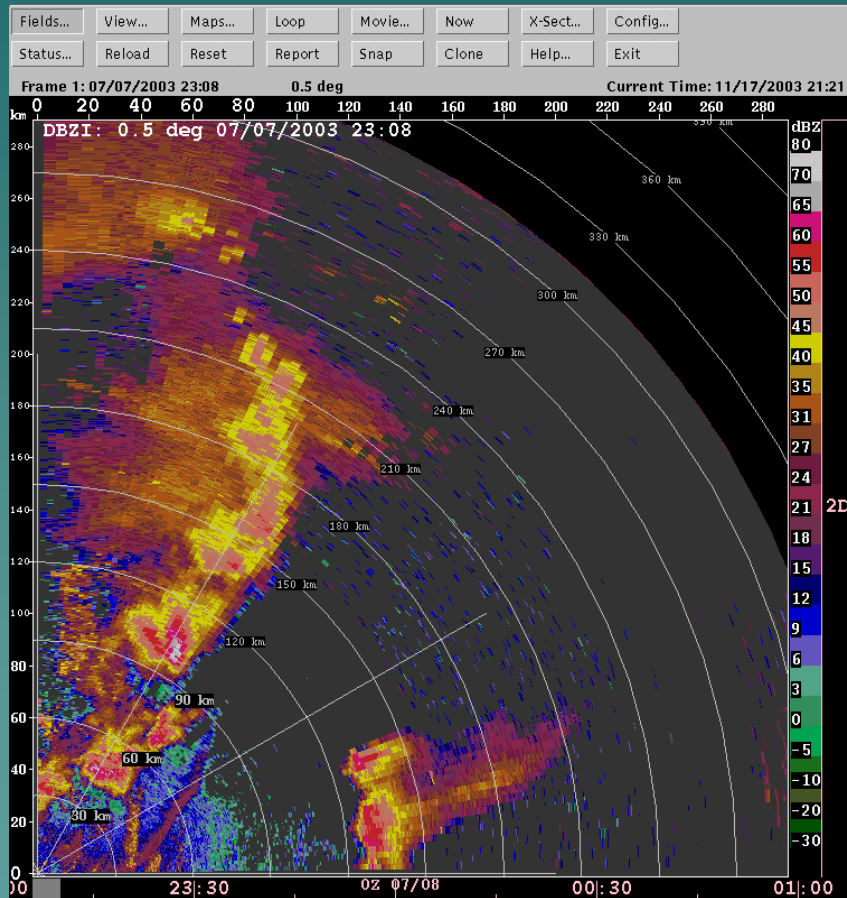 Fields... View... Maps... Loop Movie... Now X-Sect... Config...
Status... Reload Reset Report Snap Clone Help... Exit
Frame 1: 07/07/2003 23:08 0.5 deg Current Time: 11/17/2003 21:21
km 0 20 40 60 80 100 120 140 160 180 200 220 240 260 280
DBZI: 0.5 deg 07/07/2003 23:08
dBZ
80
70
65
60
55
50
45
40
35
31
27
24
21
18
15
12
9
6
3
0
-5
-10
-20
-30
280
260
240
220
200
180
160
140
120
100
80
60
40
20
0
390 km
360 km
330 km
300 km
270 km
240 km
210 km
180 km
150 km
120 km
90 km
60 km
30 km
2D
00 23:30 0Z 07/08 00:30 01:00